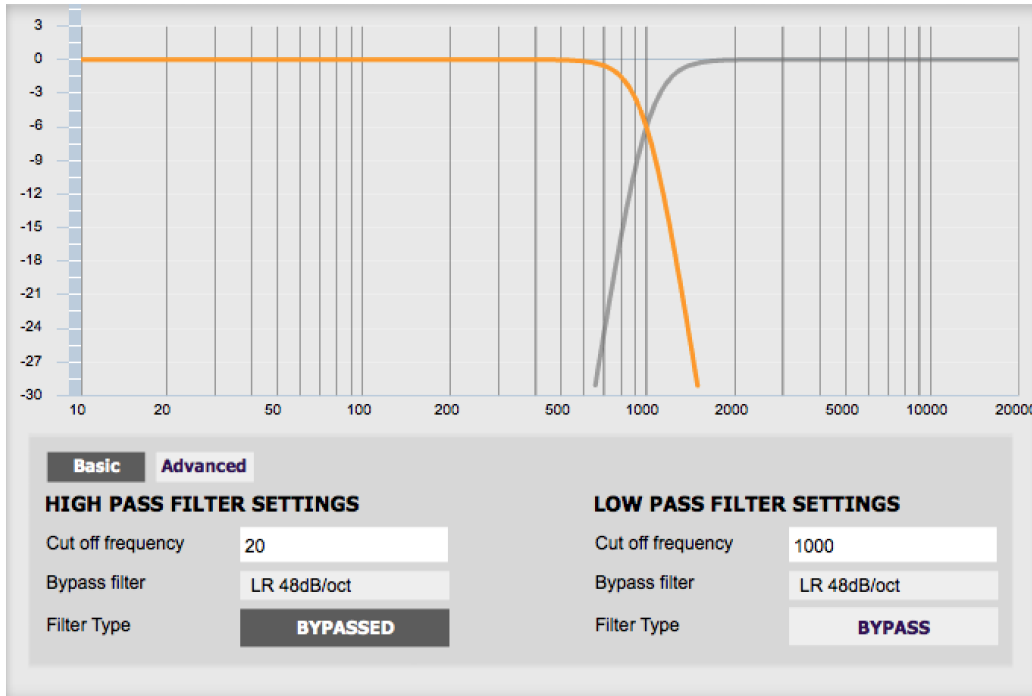 3
0
-3
-6
-9
-12
-15
-18
-21
-24
-27
-30
10 20 50 100 200 500 1000 2000 5000 10000 20000
Basic Advanced
HIGH PASS FILTER SETTINGS LOW PASS FILTER SETTINGS
Cut off frequency 20 Cut off frequency 1000
Bypass filter LR 48dB/oct Bypass filter LR 48dB/oct
Filter Type BYPASSED Filter Type BYPASS